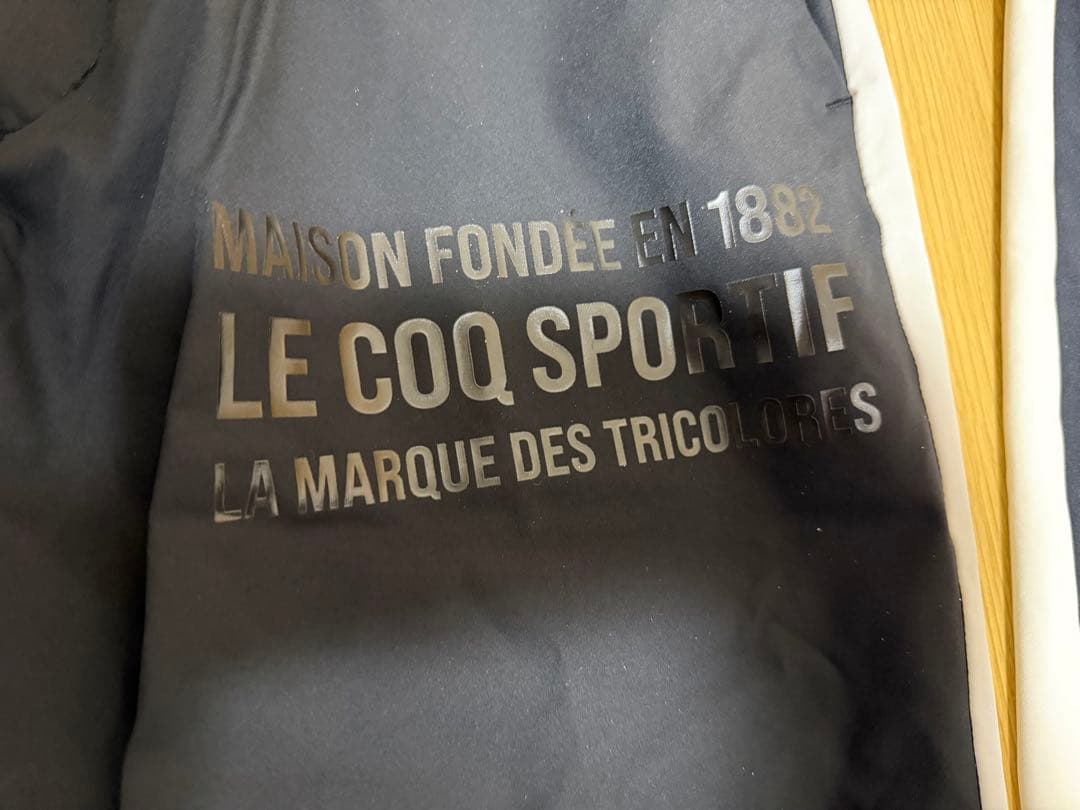 MAISON FONDÉE EN 1882
LE COQ SPORTIF
LA MARQUE DES TRICOLORES